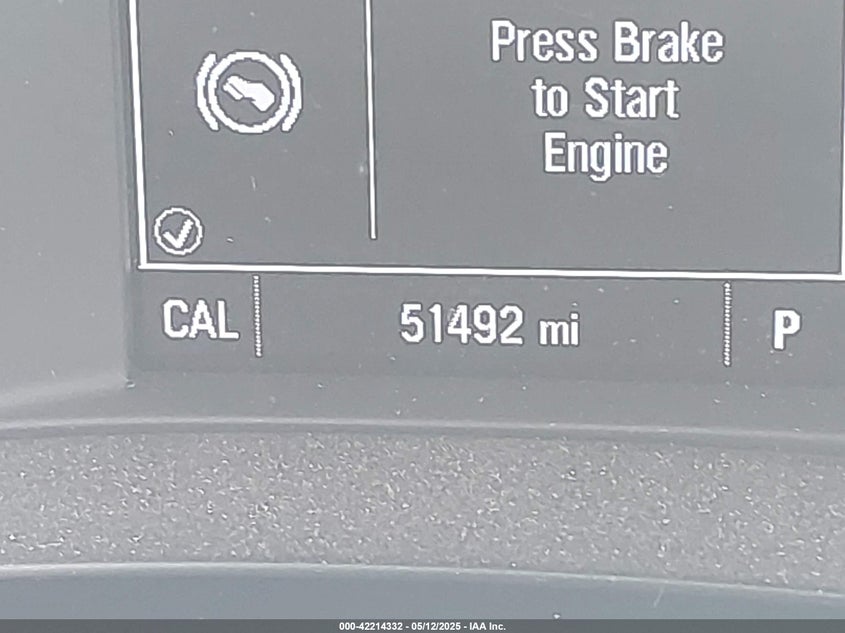 Press Brake
to Start
Engine
CAL
51492 mi
P
000-42214332 - 05/12/2025 - IAA Inc.